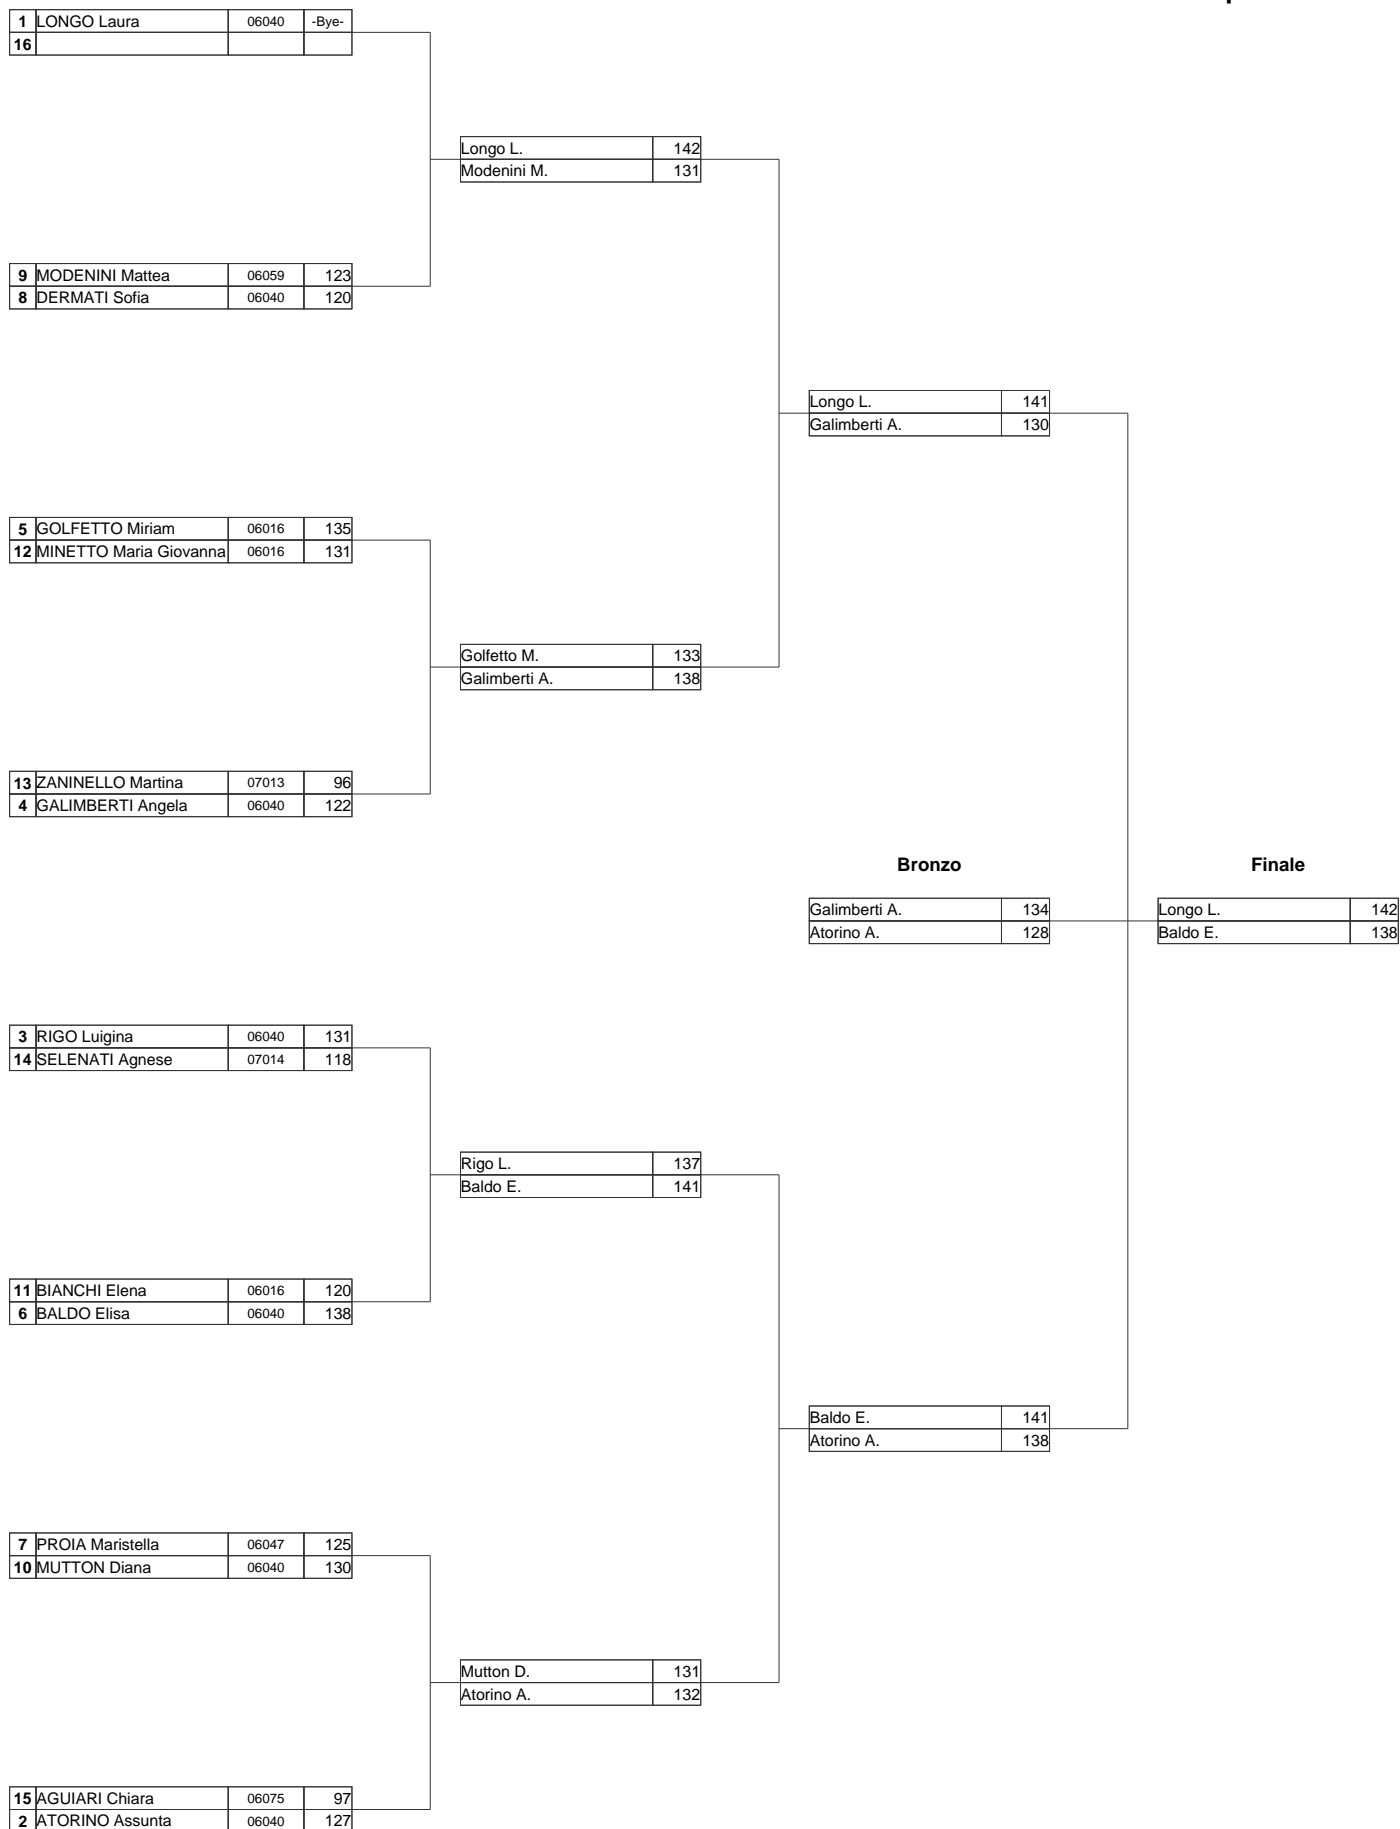 1 LONGO Laura 06040 -Bye-
16
Longo L. 142
Modenini M. 131
9 MODENINI Mattea 06059 123
8 DERMATI Sofia 06040 120
Longo L. 141
Galimberti A. 130
5 GOLFETTO Miriam 06016 135
12 MINETTO Maria Giovanna 06016 131
Golfetto M. 133
Galimberti A. 138
13 ZANINELLO Martina 07013 96
4 GALIMBERTI Angela 06040 122
Bronzo Finale
Galimberti A. 134 Longo L. 142
Atorino A. 128 Baldo E. 138
3 RIGO Luigina 06040 131
14 SELENATI Agnese 07014 118
Rigo L. 137
Baldo E. 141
11 BIANCHI Elena 06016 120
6 BALDO Elisa 06040 138
Baldo E. 141
Atorino A. 138
7 PROIA Maristella 06047 125
10 MUTTON Diana 06040 130
Mutton D. 131
Atorino A. 132
15 AGUIARI Chiara 06075 97
2 ATORINO Assunta 06040 127